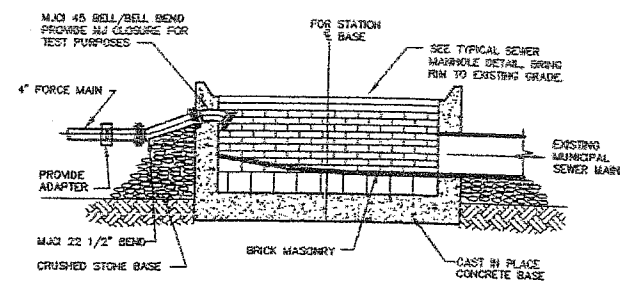 MJCI 45 BELL/BELL BEND
PROVIDE MJ CLOSURE FOR
TEST PURPOSES
FOR STATION
℄
BASE
SEE TYPICAL SEWER
MANHOLE DETAIL. BRING
RIM TO EXISTING GRADE.
4" FORCE MAIN
EXISTING
MUNICIPAL
SEWER MAIN
PROVIDE
ADAPTER
MJCI 22 1/2" BEND
CRUSHED STONE BASE
BRICK MASONRY
CAST IN PLACE
CONCRETE BASE